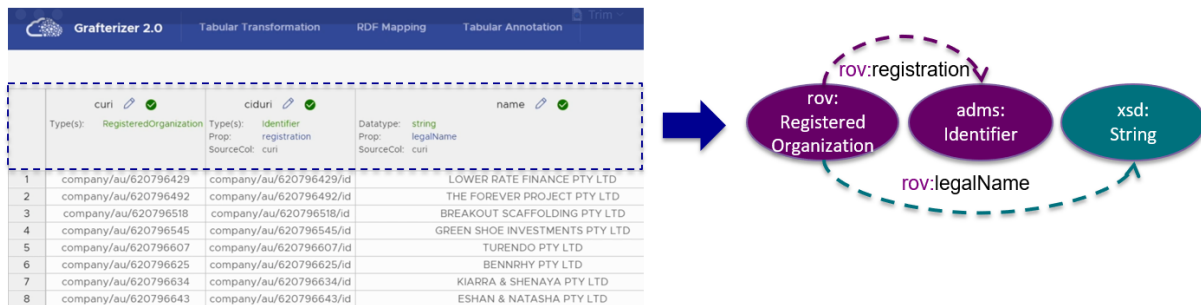 Grafterizer 2.0 Tabular Transformation RDF Mapping Tabular Annotation Trim
curi ciduri name
Type(s): RegisteredOrganization Type(s): Identifier Datatype: string
Prop: registration Prop: legalName
SourceCol: curi SourceCol: curi
1 company/au/620796429 company/au/620796429/id LOWER RATE FINANCE PTY LTD
2 company/au/620796492 company/au/620796492/id THE FOREVER PROJECT PTY LTD
3 company/au/620796518 company/au/620796518/id BREAKOUT SCAFFOLDING PTY LTD
4 company/au/620796545 company/au/620796545/id GREEN SHOE INVESTMENTS PTY LTD
5 company/au/620796607 company/au/620796607/id TURENDO PTY LTD
6 company/au/620796625 company/au/620796625/id BENNRHY PTY LTD
7 company/au/620796634 company/au/620796634/id KIARRA & SHENAYA PTY LTD
8 company/au/620796643 company/au/620796643/id ESHAN & NATASHA PTY LTD
rov:registration
rov:
Registered
Organization
adms:
Identifier
xsd:
String
rov:legalName